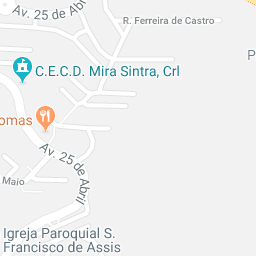 Av. 25 de Abril
R. Ferreira de Castro
P
C.E.C.D. Mira Sintra, Crl
omas
Av. 25 de Abril
Maio
Igreja Paroquial S.
Francisco de Assis